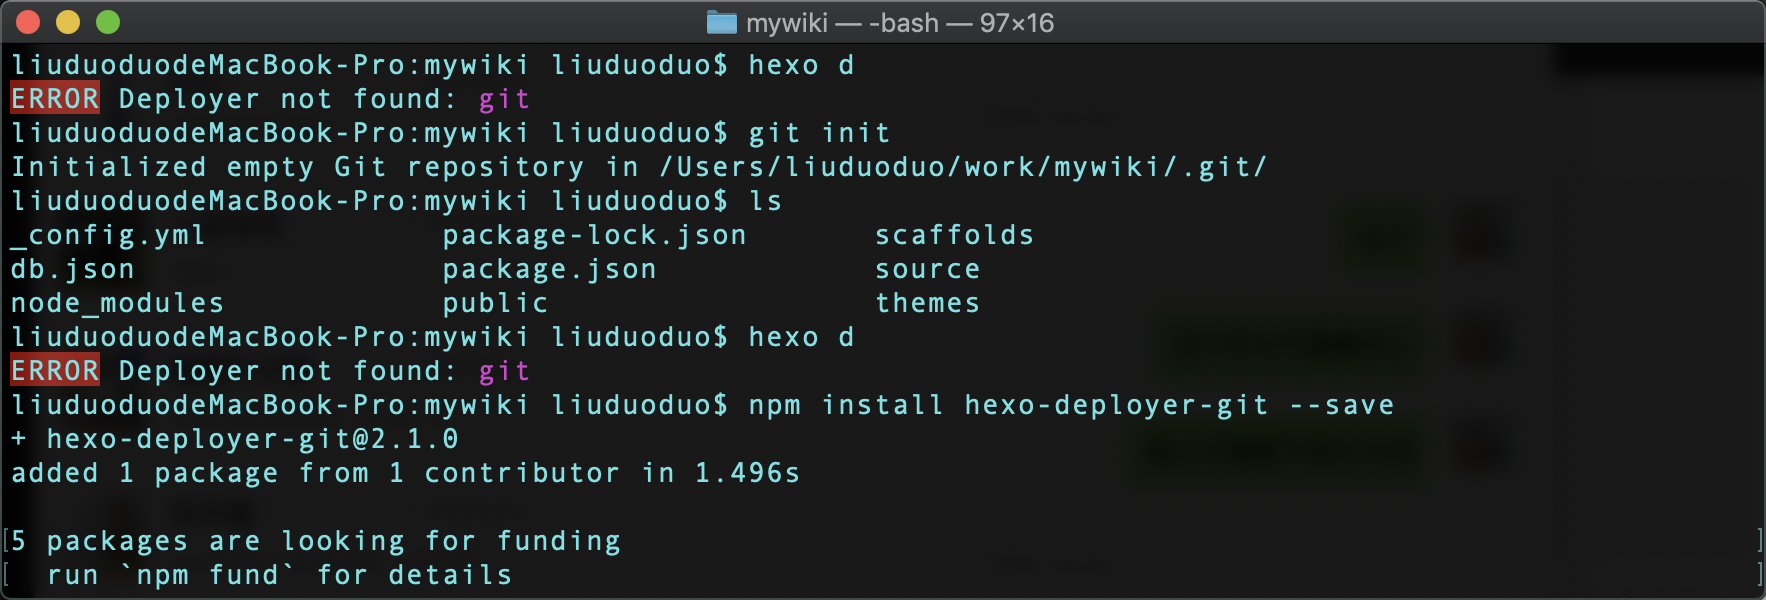 mywiki — -bash — 97×16
liuduoduodeMacBook-Pro:mywiki liuduoduo$ hexo d
ERROR Deployer not found: git
liuduoduodeMacBook-Pro:mywiki liuduoduo$ git init
Initialized empty Git repository in /Users/liuduoduo/work/mywiki/.git/
liuduoduodeMacBook-Pro:mywiki liuduoduo$ ls
_config.yml package-lock.json scaffolds
db.json package.json source
node_modules public themes
liuduoduodeMacBook-Pro:mywiki liuduoduo$ hexo d
ERROR Deployer not found: git
liuduoduodeMacBook-Pro:mywiki liuduoduo$ npm install hexo-deployer-git --save
+ hexo-deployer-git@2.1.0
added 1 package from 1 contributor in 1.496s
[5 packages are looking for funding ]
[ run `npm fund` for details ]